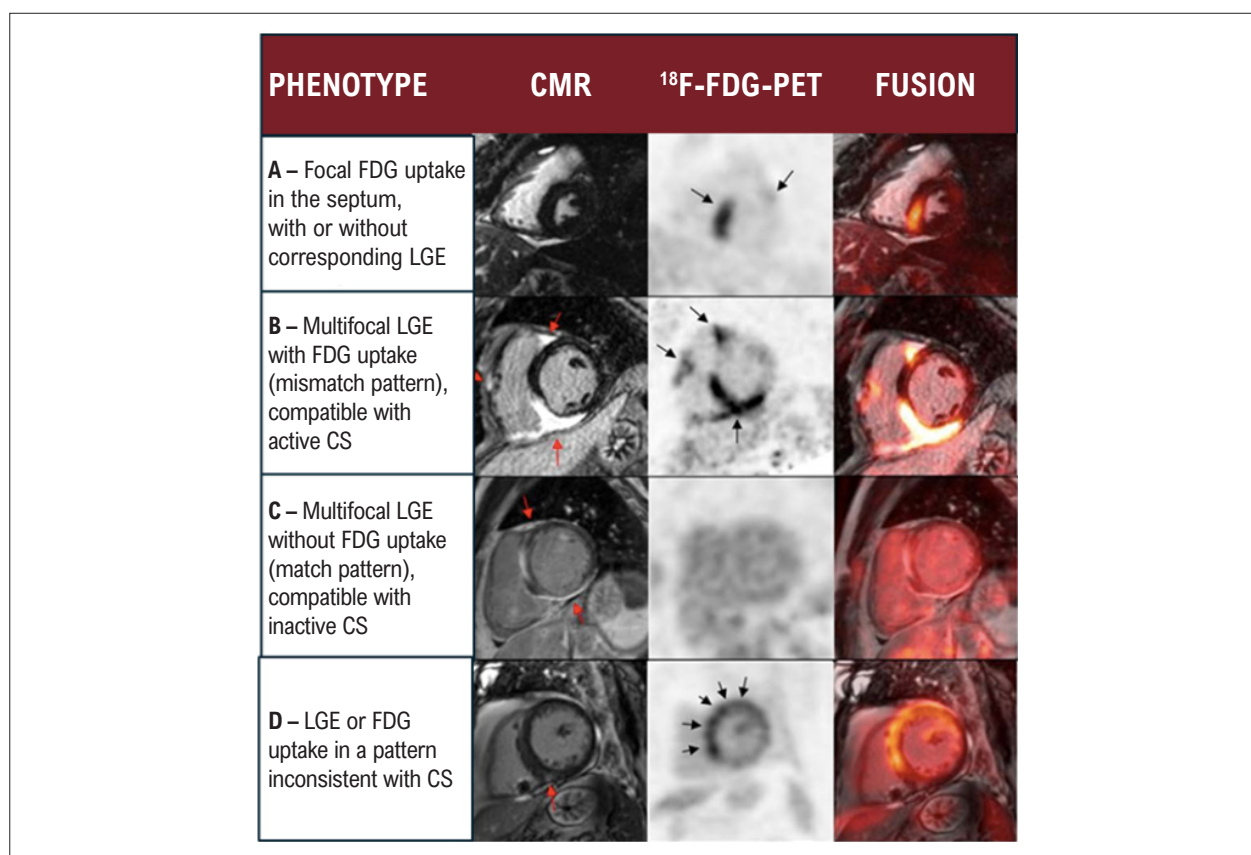 PHENOTYPE CMR ¹⁸F-FDG-PET FUSION
A – Focal FDG uptake
in the septum,
with or without
corresponding LGE
B – Multifocal LGE
with FDG uptake
(mismatch pattern),
compatible with
active CS
C – Multifocal LGE
without FDG uptake
(match pattern),
compatible with
inactive CS
D – LGE or FDG
uptake in a pattern
inconsistent with CS